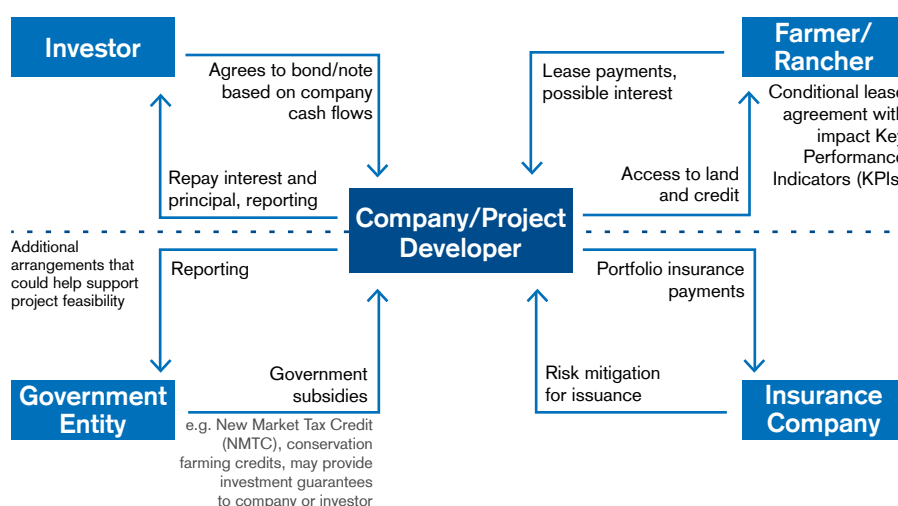 Investor
Agrees to bond/note
based on company
cash flows
Repay interest and
principal, reporting
Lease payments,
possible interest
Farmer/
Rancher
Conditional lease
agreement with
impact Key
Performance
Indicators (KPIs
Access to land
and credit
Company/Project
Developer
Additional
arrangements that
could help support
project feasibility
Reporting
Portfolio insurance
payments
Government
subsidies
Risk mitigation
for issuance
Government
Entity
e.g. New Market Tax Credit
(NMTC), conservation
farming credits, may provide
investment guarantees
to company or investor
Insurance
Company